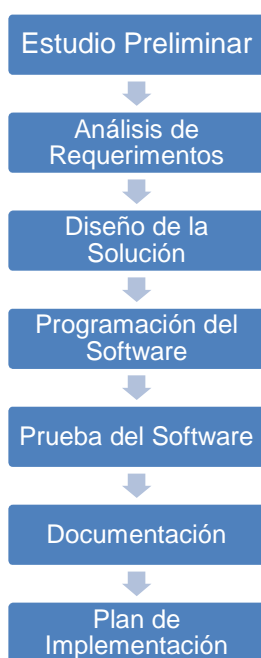 Estudio Preliminar
Análisis de
Requerimentos
Diseño de la
Solución
Programación del
Software
Prueba del Software
Documentación
Plan de
Implementación